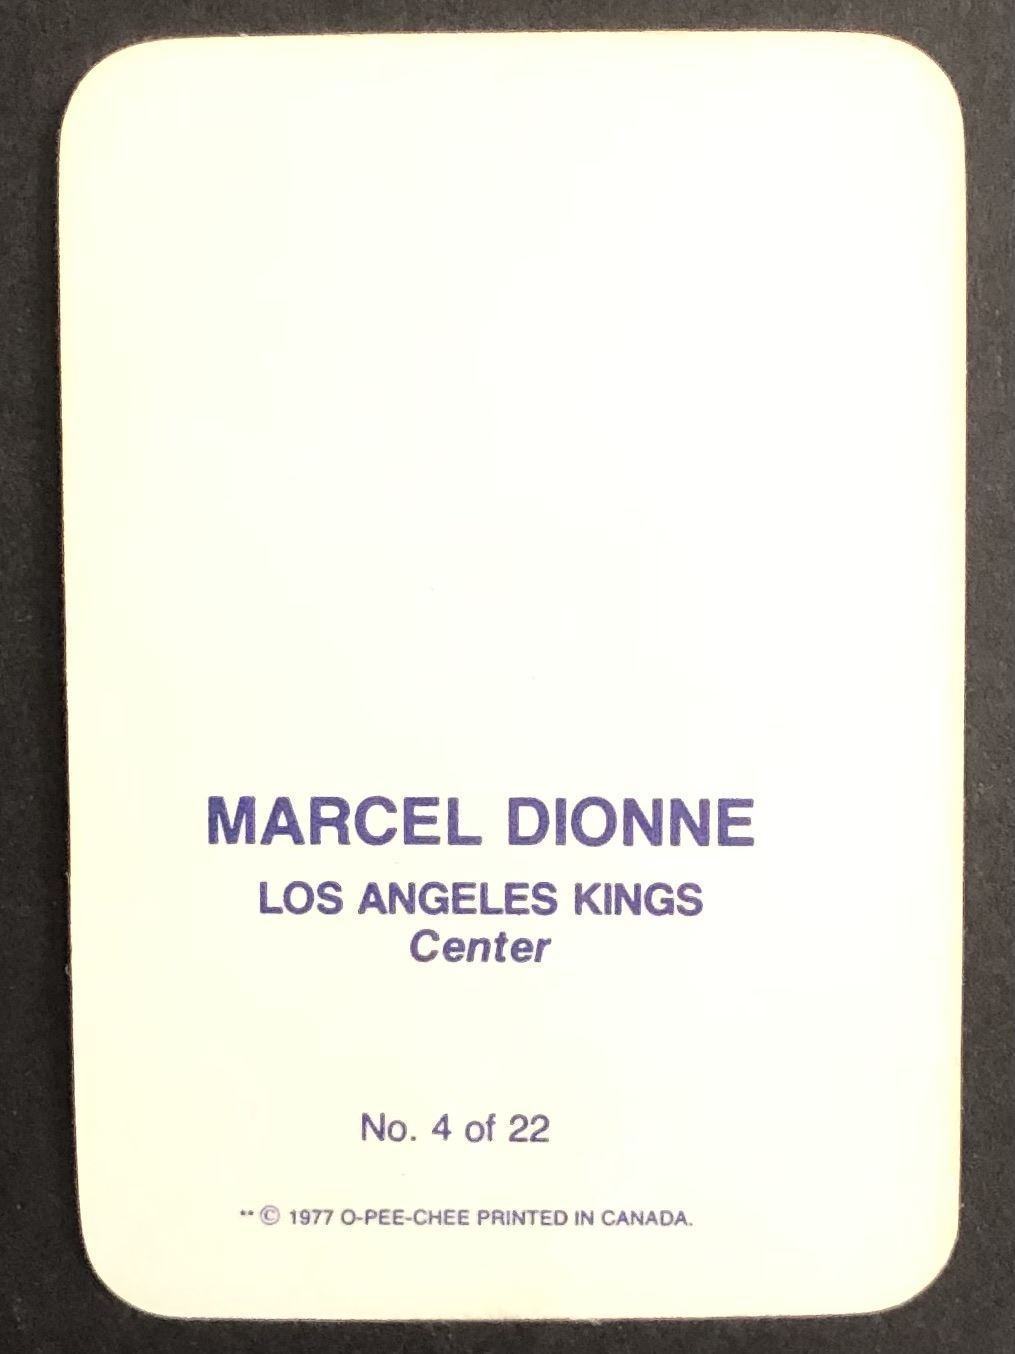 MARCEL DIONNE
LOS ANGELES KINGS
Center
No. 4 of 22
** © 1977 O-PEE-CHEE PRINTED IN CANADA.